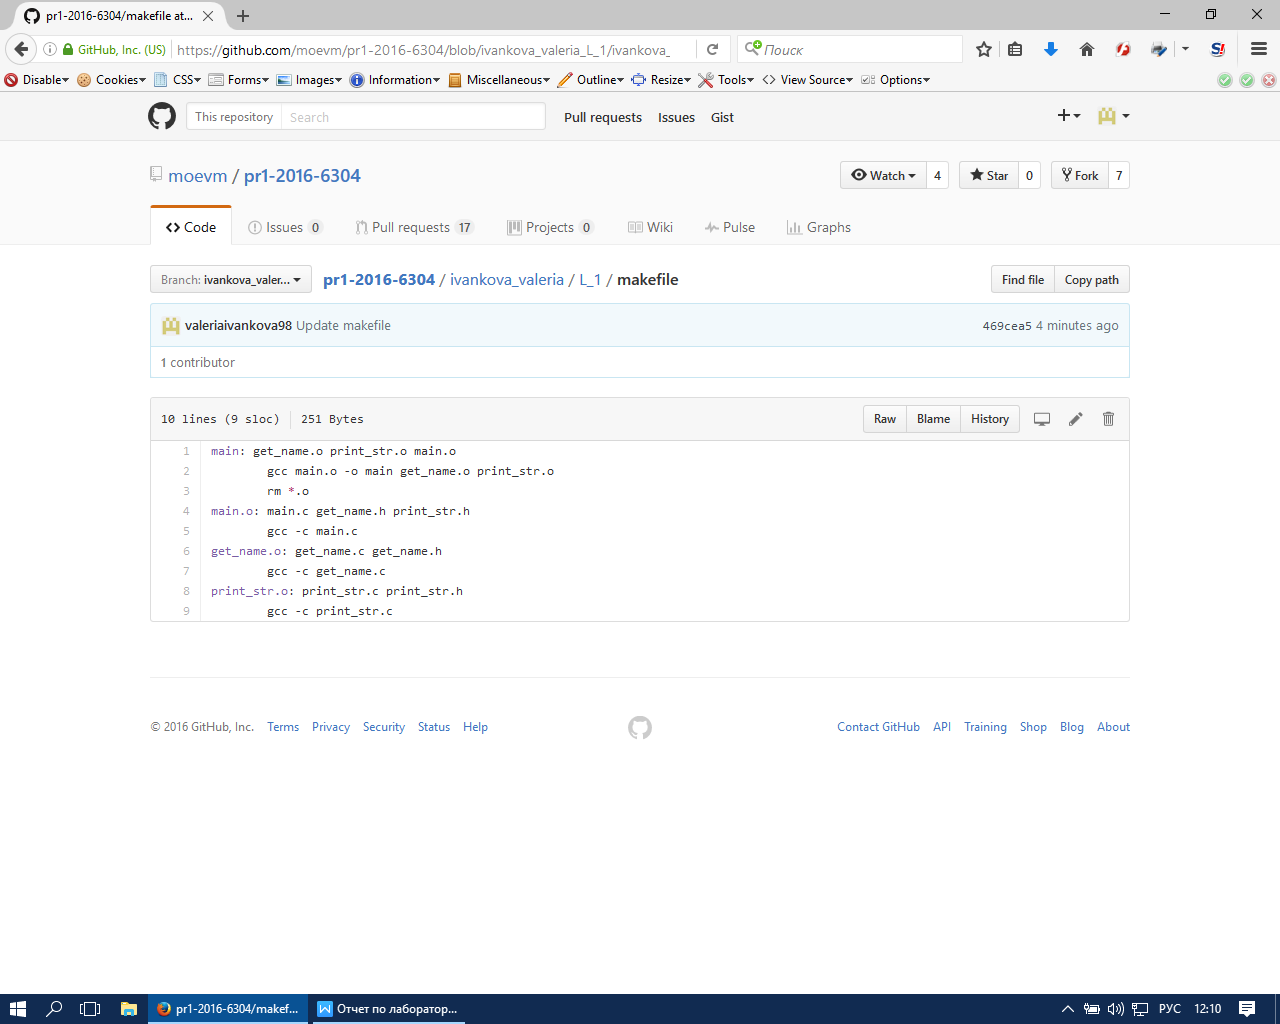 pr1-2016-6304/makefile at...
GitHub, Inc. (US) https://github.com/moevm/pr1-2016-6304/blob/ivankova_valeria_L_1/ivankova_ Поиск
Disable Cookies CSS Forms Images Information Miscellaneous Outline Resize Tools View Source Options
This repository Search Pull requests Issues Gist
moevm / pr1-2016-6304 Watch 4 Star 0 Fork 7
Code Issues 0 Pull requests 17 Projects 0 Wiki Pulse Graphs
Branch: ivankova_valer... pr1-2016-6304 / ivankova_valeria / L_1 / makefile Find file Copy path
valeriaivankova98 Update makefile 469cea5 4 minutes ago
1 contributor
10 lines (9 sloc) 251 Bytes Raw Blame History
1 main: get_name.o print_str.o main.o
2 gcc main.o -o main get_name.o print_str.o
3 rm *.o
4 main.o: main.c get_name.h print_str.h
5 gcc -c main.c
6 get_name.o: get_name.c get_name.h
7 gcc -c get_name.c
8 print_str.o: print_str.c print_str.h
9 gcc -c print_str.c
© 2016 GitHub, Inc. Terms Privacy Security Status Help Contact GitHub API Training Shop Blog About
pr1-2016-6304/makef... Отчет по лаборатор... РУС 12:10